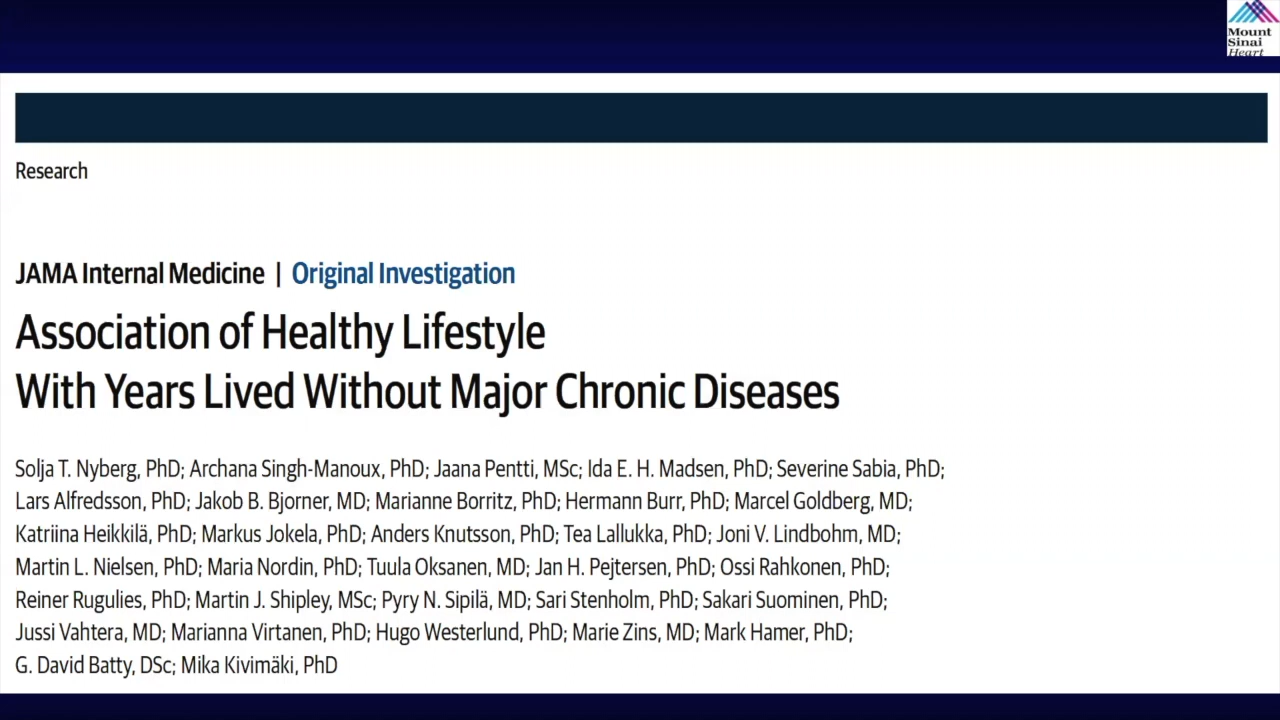 Mount
Sinai
Heart
Research
JAMA Internal Medicine | Original Investigation
Association of Healthy Lifestyle
With Years Lived Without Major Chronic Diseases
Solja T. Nyberg, PhD; Archana Singh-Manoux, PhD; Jaana Pentti, MSc; Ida E. H. Madsen, PhD; Severine Sabia, PhD;
Lars Alfredsson, PhD; Jakob B. Bjorner, MD; Marianne Borritz, PhD; Hermann Burr, PhD; Marcel Goldberg, MD;
Katriina Heikkilä, PhD; Markus Jokela, PhD; Anders Knutsson, PhD; Tea Lallukka, PhD; Joni V. Lindbohm, MD;
Martin L. Nielsen, PhD; Maria Nordin, PhD; Tuula Oksanen, MD; Jan H. Pejtersen, PhD; Ossi Rahkonen, PhD;
Reiner Rugulies, PhD; Martin J. Shipley, MSc; Pyry N. Sipilä, MD; Sari Stenholm, PhD; Sakari Suominen, PhD;
Jussi Vahtera, MD; Marianna Virtanen, PhD; Hugo Westerlund, PhD; Marie Zins, MD; Mark Hamer, PhD;
G. David Batty, DSc; Mika Kivimäki, PhD